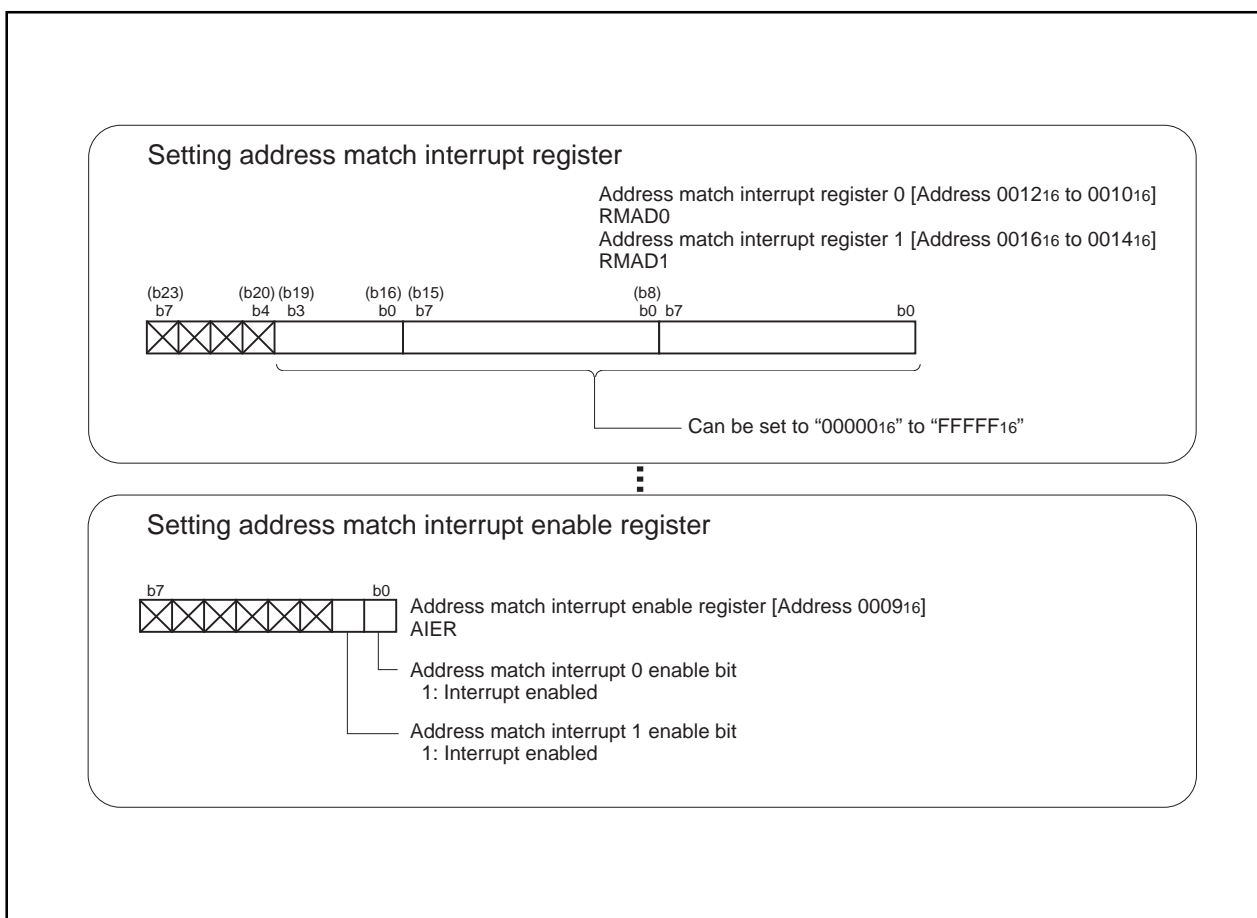 Setting address match interrupt register
Address match interrupt register 0 [Address 001216 to 001016]
RMAD0
Address match interrupt register 1 [Address 001616 to 001416]
RMAD1
(b23) (b20) (b19) (b16) (b15) (b8)
b7 b4 b3 b0 b7 b0 b7 b0
Can be set to “0000016” to “FFFFF16”
Setting address match interrupt enable register
b7 b0
Address match interrupt enable register [Address 000916]
AIER
Address match interrupt 0 enable bit
1: Interrupt enabled
Address match interrupt 1 enable bit
1: Interrupt enabled